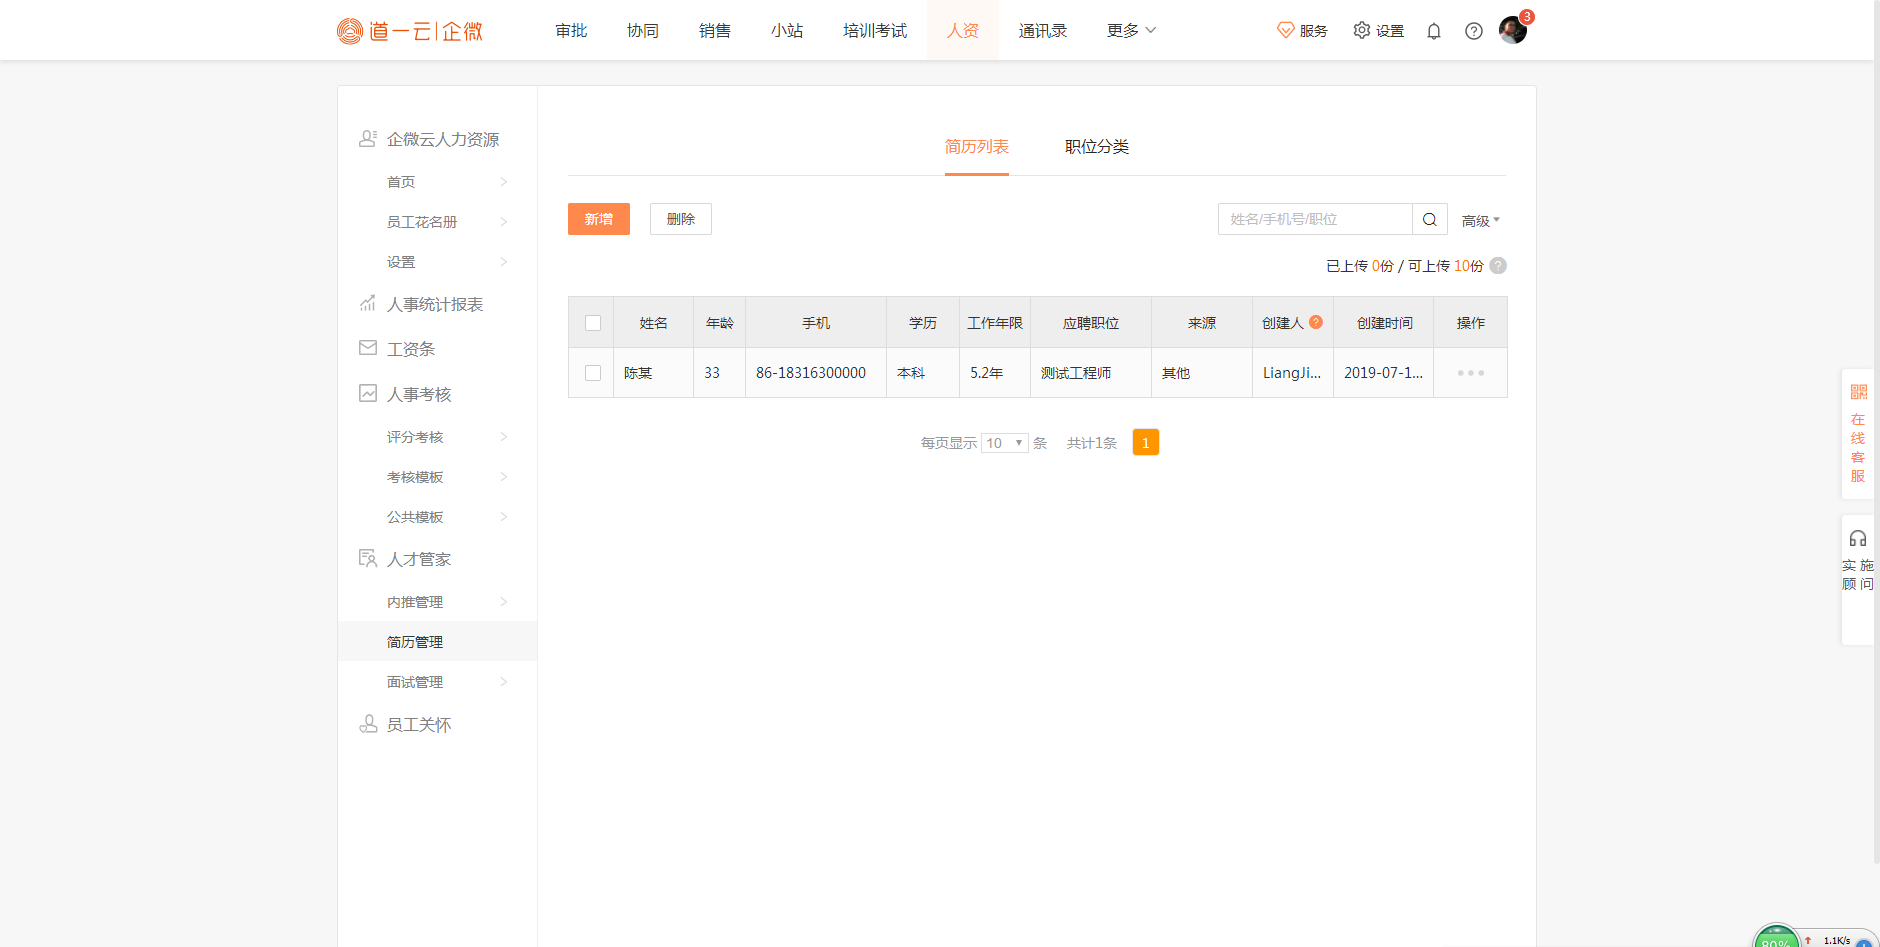 道一云|企微 审批 协同 销售 小站 培训考试 人资 通讯录 更多 服务 设置 3
企微云人力资源
首页
员工花名册
设置
人事统计报表
工资条
人事考核
评分考核
考核模板
公共模板
人才管家
内推管理
简历管理
面试管理
员工关怀
简历列表 职位分类
新增 删除 姓名/手机号/职位 高级
已上传 0份 / 可上传 10份 ?
姓名 年龄 手机 学历 工作年限 应聘职位 来源 创建人 ? 创建时间 操作
陈某 33 86-18316300000 本科 5.2年 测试工程师 其他 LiangJi... 2019-07-1...
每页显示 10 条 共计1条 1
在
线
客
服
实 施
顾 问
80% 1.1K/s